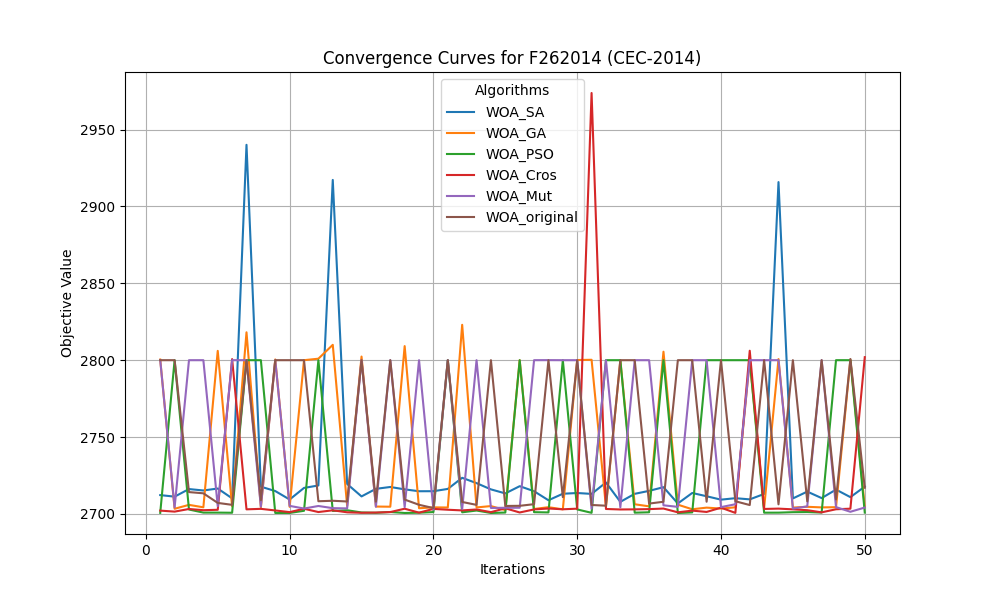 Convergence Curves for F262014 (CEC-2014)
Algorithms
WOA_SA
WOA_GA
WOA_PSO
WOA_Cros
WOA_Mut
WOA_original
Objective Value
2950
2900
2850
2800
2750
2700
0 10 20 30 40 50
Iterations